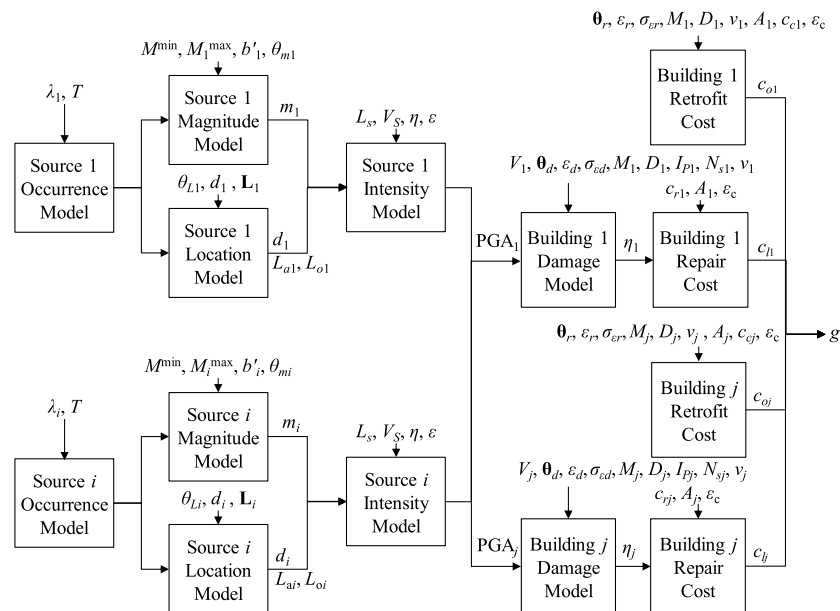 θr, εr, σεr, M1, D1, v1, A1, cc1, εc
Building 1
Retrofit
Cost
co1
M^min, M1^max, b′1, θm1
λ1, T
Source 1
Magnitude
Model
m1
Ls, VS, η, ε
Source 1
Occurrence
Model
θL1, d1 , L1
Source 1
Intensity
Model
V1, θd, εd, σεd, M1, D1, IP1, Ns1, v1
cr1, A1, εc
Source 1
Location
Model
d1
La1, Lo1
PGA1
Building 1
Damage
Model
η1
Building 1
Repair
Cost
cl1
θr, εr, σεr, Mj, Dj, vj , Aj, ccj, εc
g
Building j
Retrofit
Cost
coj
M^min, Mi^max, b′i, θmi
λi, T
Source i
Magnitude
Model
mi
Ls, VS, η, ε
Source i
Occurrence
Model
θLi, di , Li
Source i
Intensity
Model
Vj, θd, εd, σεd, Mj, Dj, IPj, Nsj, vj
crj, Aj, εc
Source i
Location
Model
di
Lai, Loi
PGAj
Building j
Damage
Model
ηj
Building j
Repair
Cost
clj